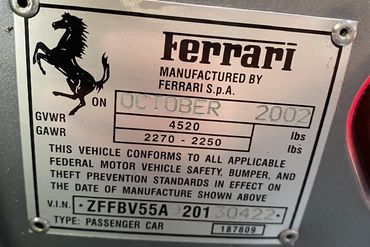 Ferrari
MANUFACTURED BY
FERRARI S.p.A.
ON OCTOBER 2002
GVWR 4520 lbs
GAWR 2270 - 2250 lbs
THIS VEHICLE CONFORMS TO ALL APPLICABLE
FEDERAL MOTOR VEHICLE SAFETY, BUMPER, AND
THEFT PREVENTION STANDARDS IN EFFECT ON
THE DATE OF MANUFACTURE SHOWN ABOVE
V.I.N. · ZFFBV55A 20130422 ·
TYPE: PASSENGER CAR 187809